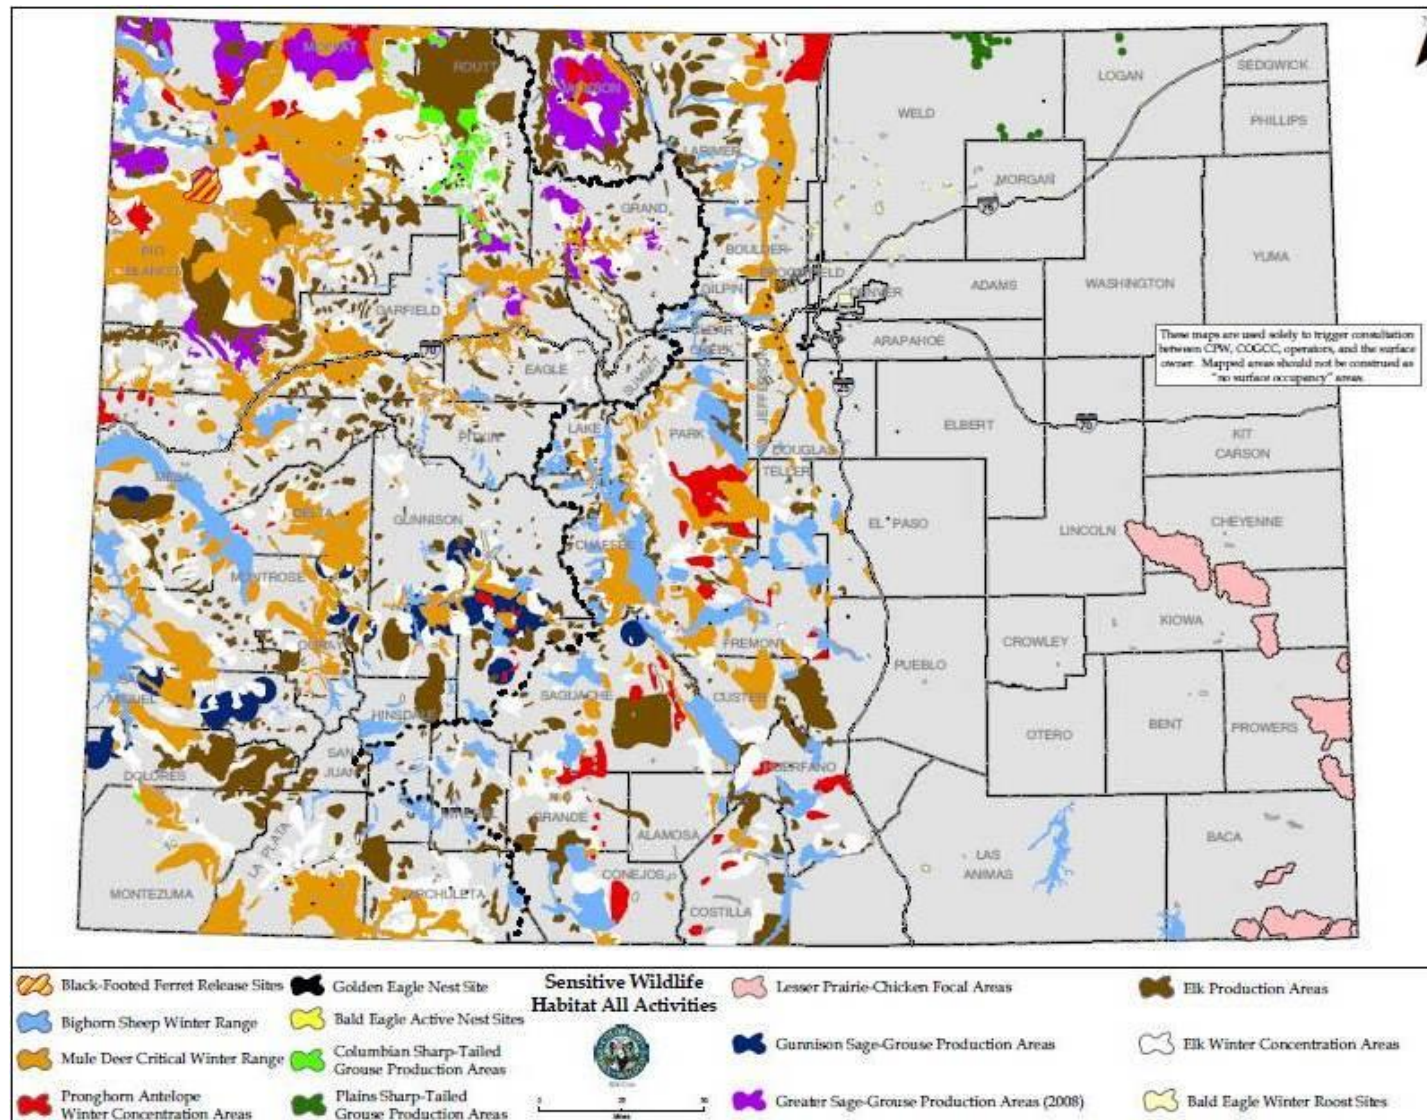 MOFFAT
ROUTT
JACKSON
LARIMER
WELD
LOGAN
SEDGWICK
PHILLIPS
MORGAN
76
RIO
BLANCO
GRAND
BOULDER
BROOMFIELD
GILPIN
DENVER
ADAMS
WASHINGTON
YUMA
GARFIELD
70
CLEAR
CREEK
EAGLE
SUMMIT
JEFFERSON
ARAPAHOE
25
These maps are used solely to trigger consultation
between CPW, COGCC, operators, and the surface
owner. Mapped areas should not be construed as
"no surface occupancy" areas.
PITKIN
LAKE
PARK
DOUGLAS
ELBERT
70
KIT
CARSON
MESA
DELTA
GUNNISON
CHAFFEE
TELLER
EL PASO
LINCOLN
CHEYENNE
MONTROSE
OURAY
FREMONT
PUEBLO
CROWLEY
KIOWA
SAN
MIGUEL
HINSDALE
SAGUACHE
CUSTER
OTERO
BENT
PROWERS
DOLORES
SAN
JUAN
MINERAL
GRANDE
ALAMOSA
HUERFANO
LA PLATA
MONTEZUMA
ARCHULETA
CONEJOS
COSTILLA
LAS
ANIMAS
BACA
Black-Footed Ferret Release Sites
Bighorn Sheep Winter Range
Mule Deer Critical Winter Range
Pronghorn Antelope
Winter Concentration Areas
Golden Eagle Nest Site
Bald Eagle Active Nest Sites
Columbian Sharp-Tailed
Grouse Production Areas
Plains Sharp-Tailed
Grouse Production Areas
Sensitive Wildlife
Habitat All Activities
Miles
Lesser Prairie-Chicken Focal Areas
Gunnison Sage-Grouse Production Areas
Greater Sage-Grouse Production Areas (2008)
Elk Production Areas
Elk Winter Concentration Areas
Bald Eagle Winter Roost Sites